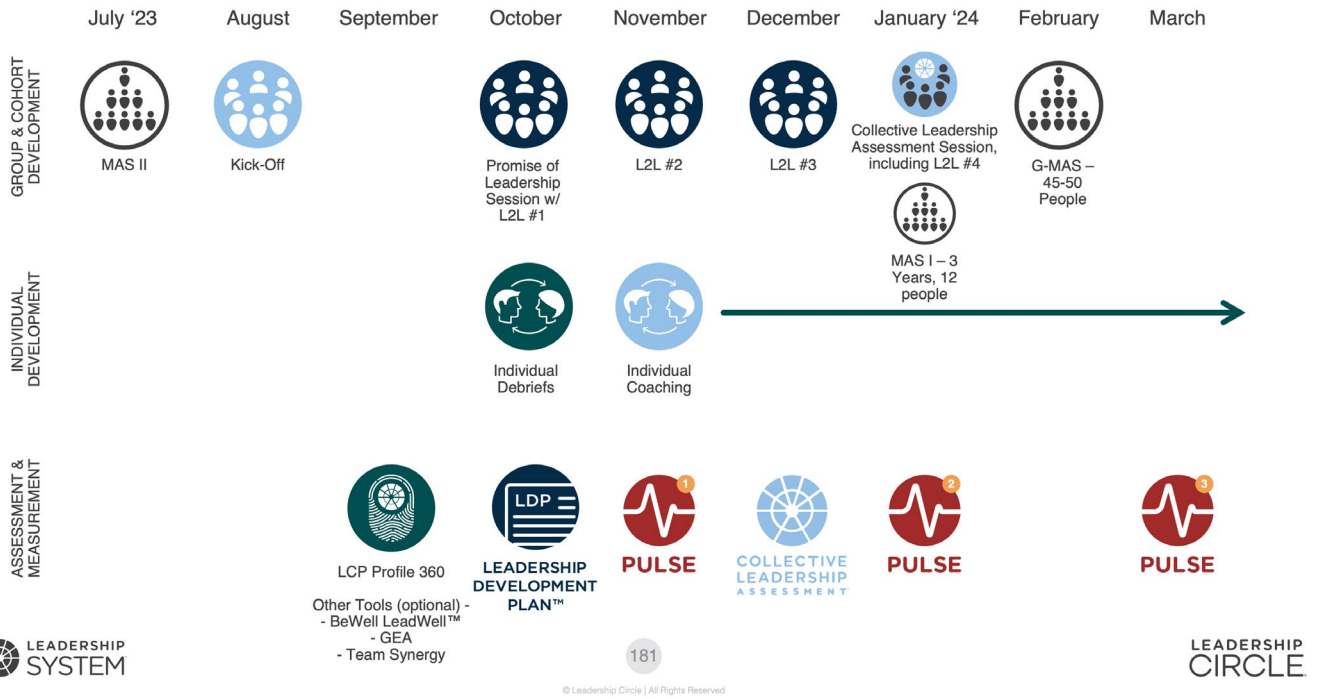 July ‘23
August
September
October
November
December
January ‘24
February
March
GROUP & COHORT
DEVELOPMENT
MAS II
Kick-Off
Promise of
Leadership
Session w/
L2L #1
L2L #2
L2L #3
Collective Leadership
Assessment Session,
including L2L #4
MAS I – 3
Years, 12
people
G-MAS –
45-50
People
INDIVIDUAL
DEVELOPMENT
Individual
Debriefs
Individual
Coaching
ASSESSMENT &
MEASUREMENT
LCP Profile 360
Other Tools (optional) -
- BeWell LeadWell™
- GEA
- Team Synergy
LDP
LEADERSHIP
DEVELOPMENT
PLAN™
1
PULSE
COLLECTIVE
LEADERSHIP
ASSESSMENT
2
PULSE
3
PULSE
LEADERSHIP
SYSTEM
181
© Leadership Circle | All Rights Reserved
LEADERSHIP
CIRCLE